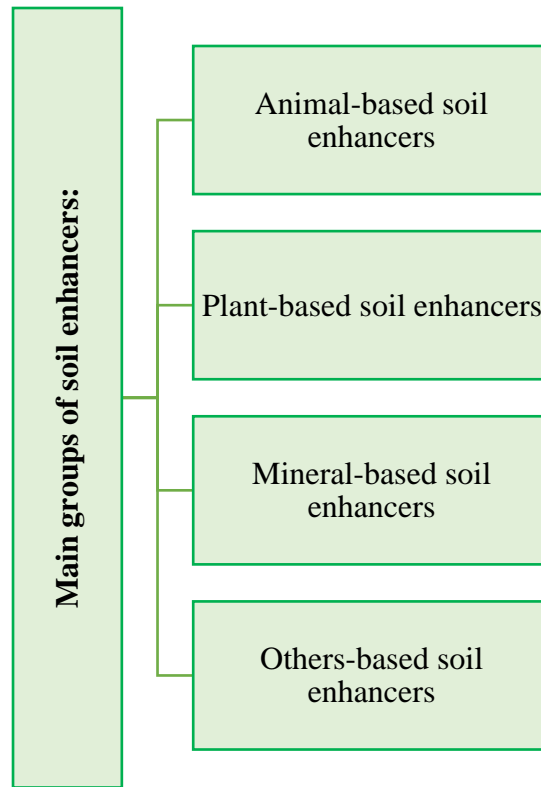 Main groups of soil enhancers:
Animal-based soil
enhancers
Plant-based soil enhancers
Mineral-based soil
enhancers
Others-based soil
enhancers